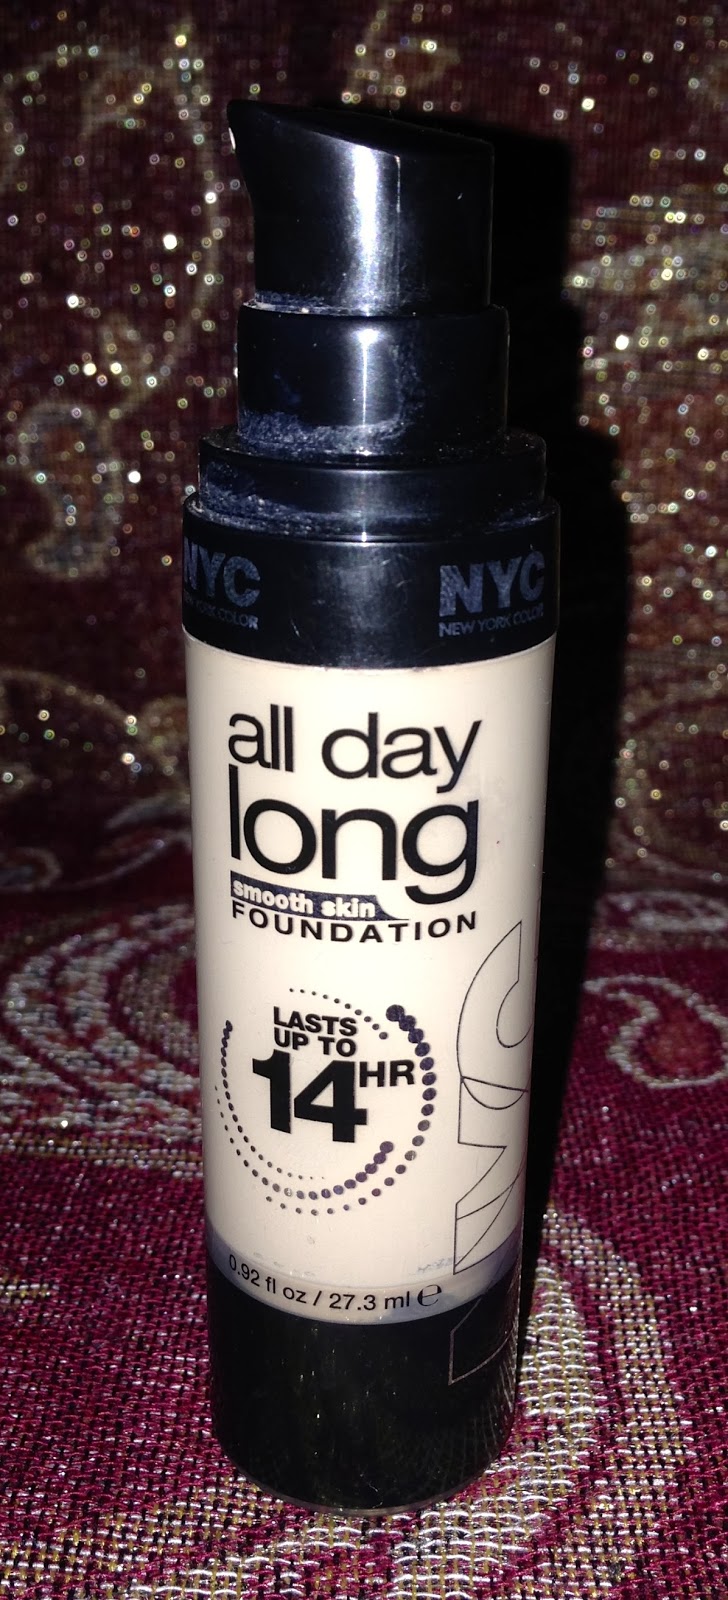 NYC
NEW YORK COLOR
NYC
NEW YORK COLOR
all day
long
smooth skin
FOUNDATION
LASTS
UP TO
14HR
NYC
0.92 fl oz / 27.3 ml ℮